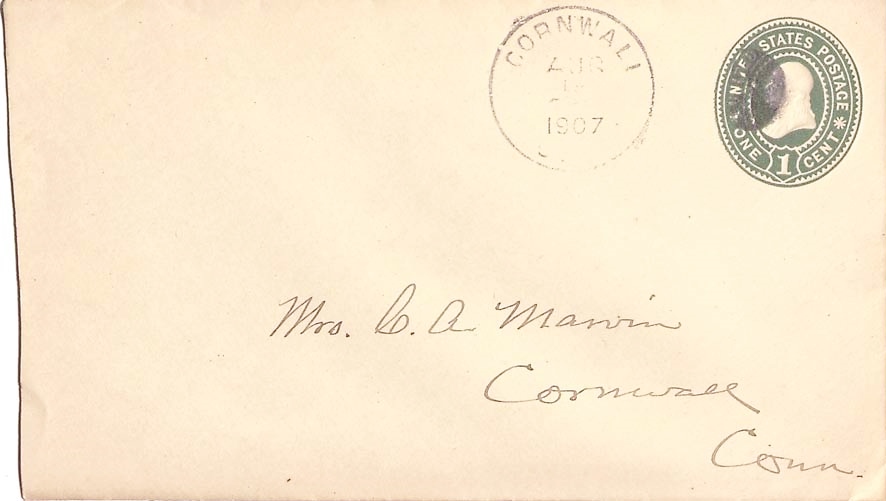 CORNWALL
AUG
1907
UNITED STATES POSTAGE
ONE 1 CENT
Mrs. C. A. Marvin
Cornwall
Conn.